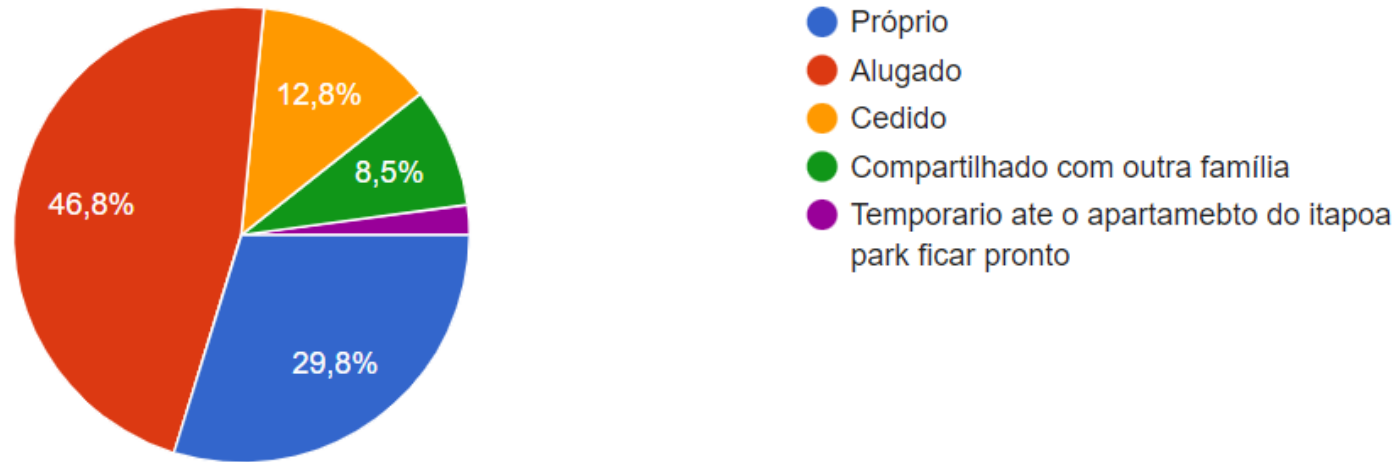 12,8%
8,5%
46,8%
29,8%
Próprio
Alugado
Cedido
Compartilhado com outra família
Temporario ate o apartamebto do itapoa
park ficar pronto